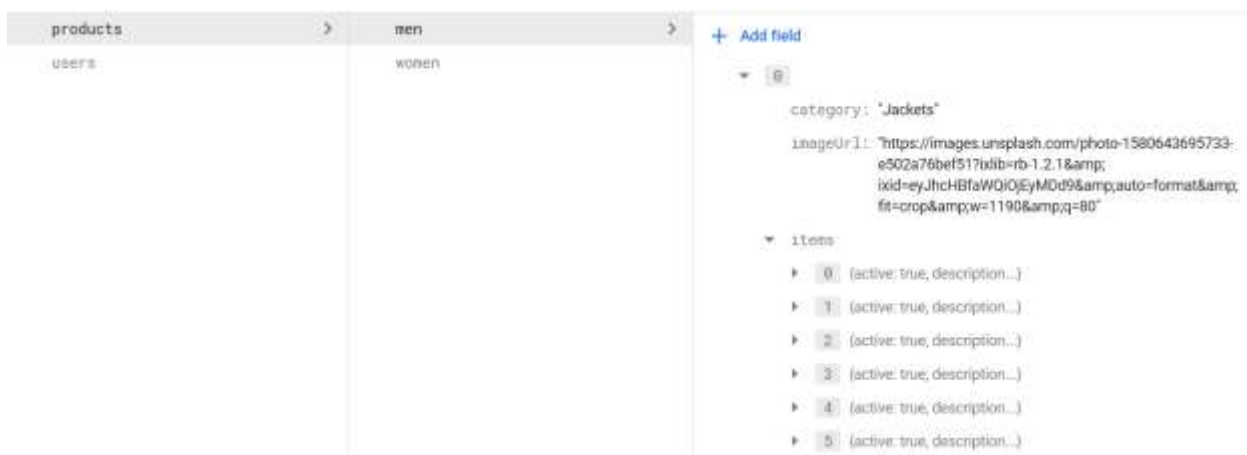 products
users
men
women
Add field
0
category: "Jackets"
imageUrl: "https://images.unsplash.com/photo-1580643695733-
e502a76bef51?ixlib=rb-1.2.1&amp;
ixid=eyJhcHBfaWQiOjEyMDd9&amp;auto=format&amp;
fit=crop&amp;w=1190&amp;q=80"
items
0 {active: true, description...}
1 {active: true, description...}
2 {active: true, description...}
3 {active: true, description...}
4 {active: true, description...}
5 {active: true, description...}